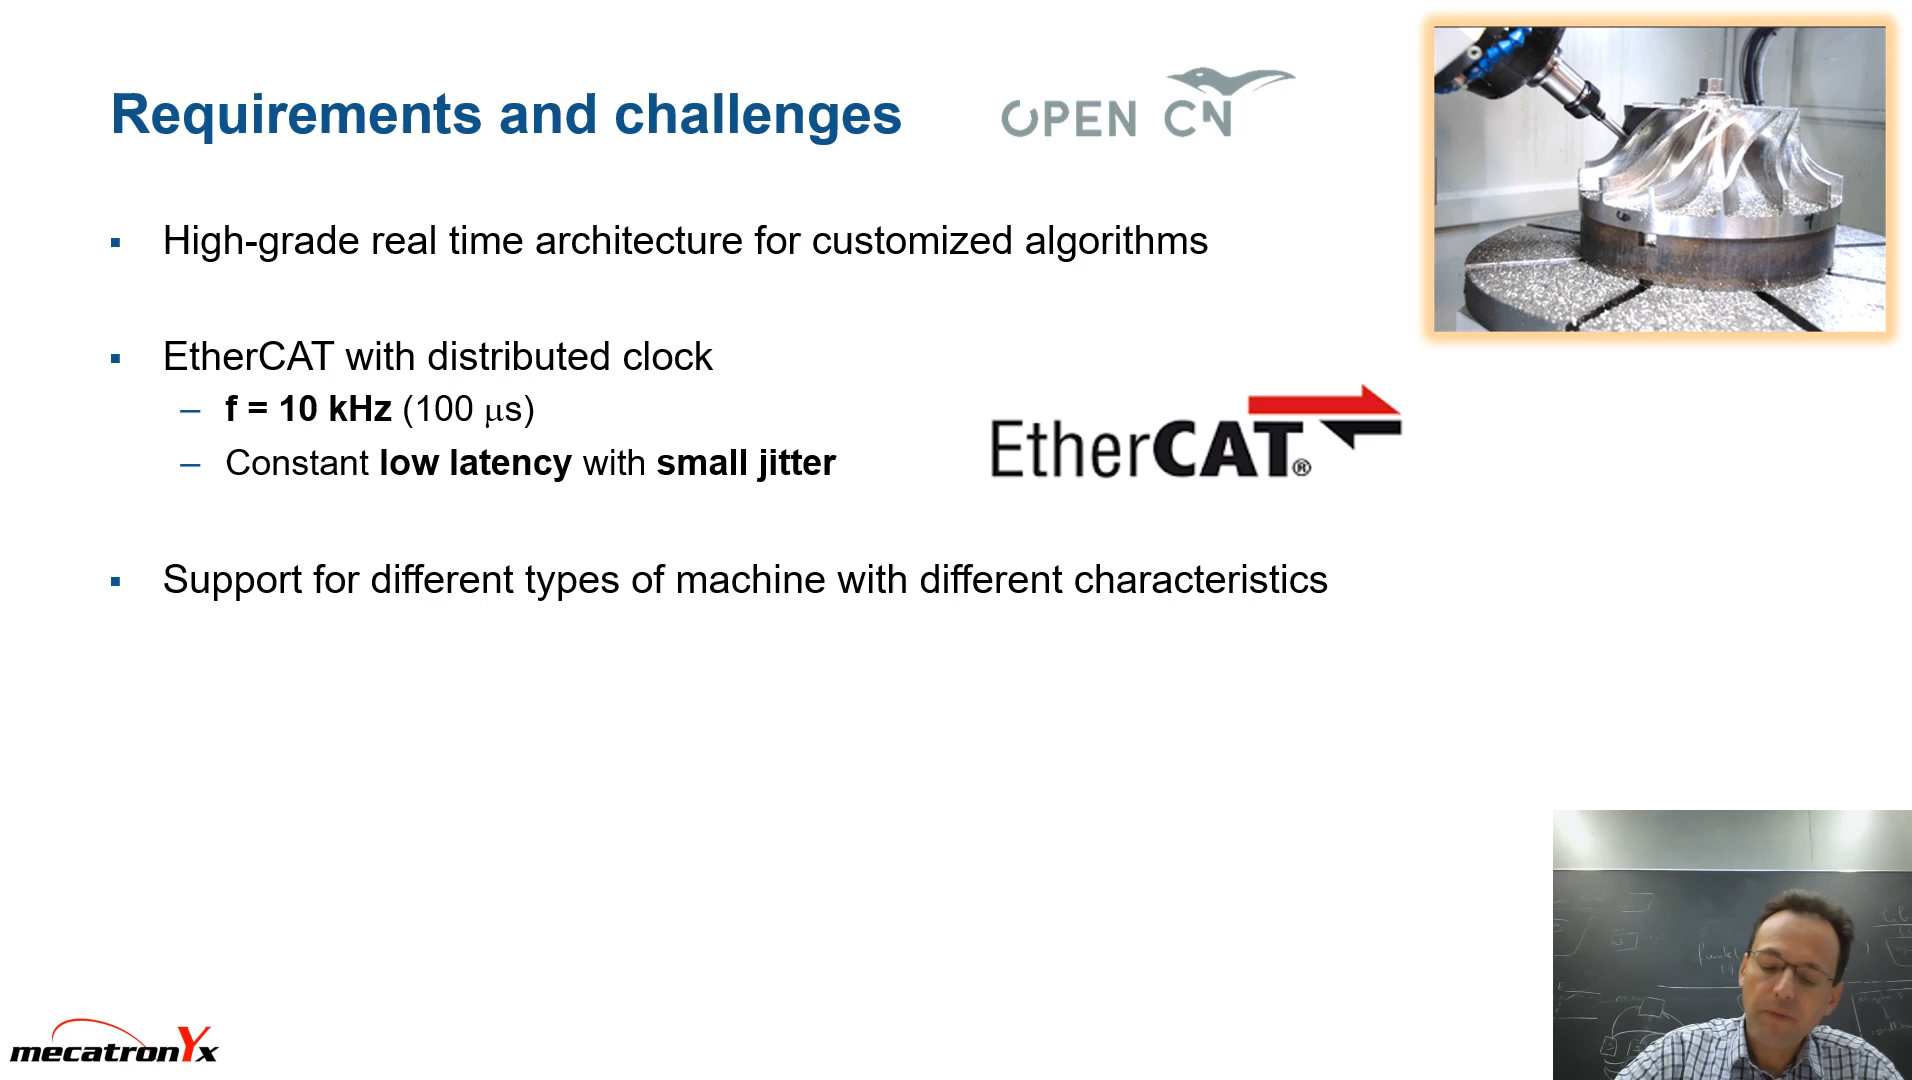 Requirements and challenges
OPEN CN
▪ High-grade real time architecture for customized algorithms
▪ EtherCAT with distributed clock
– f = 10 kHz (100 μs)
– Constant low latency with small jitter
EtherCAT®
▪ Support for different types of machine with different characteristics
mecatronYx